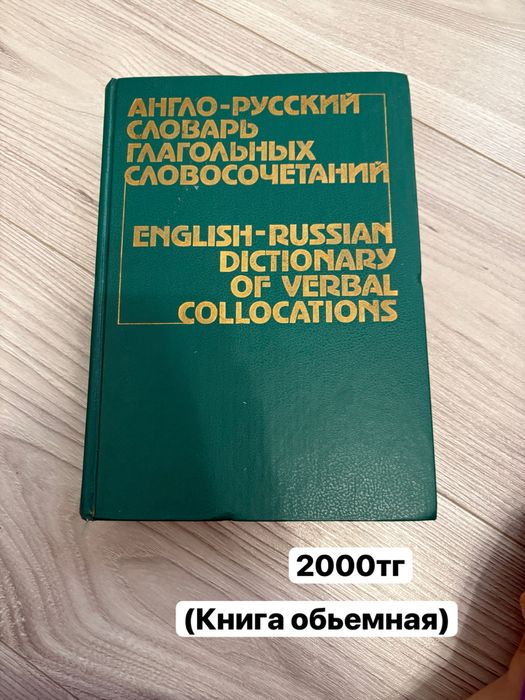 АНГЛО-РУССКИЙ
СЛОВАРЬ
ГЛАГОЛЬНЫХ
СЛОВОСОЧЕТАНИЙ
ENGLISH-RUSSIAN
DICTIONARY
OF VERBAL
COLLOCATIONS
2000тг
(Книга обьемная)